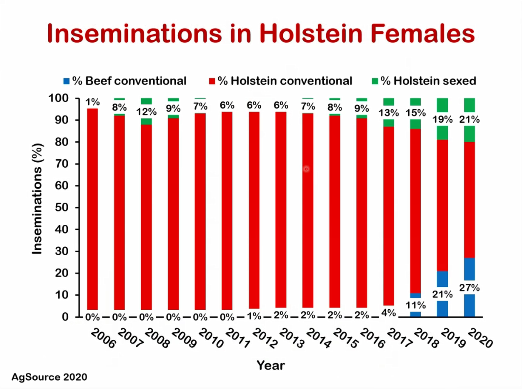 Inseminations in Holstein Females
% Beef conventional % Holstein conventional % Holstein sexed
100
90
80
70
60
50
40
30
20
10
0
Inseminations (%)
1% 8% 12% 9% 7% 6% 6% 6% 7% 8% 9% 13% 15% 19% 21%
0% 0% 0% 0% 0% 0% 1% 2% 2% 2% 2% 4% 11% 21% 27%
2006 2007 2008 2009 2010 2011 2012 2013 2014 2015 2016 2017 2018 2019 2020
Year
AgSource 2020